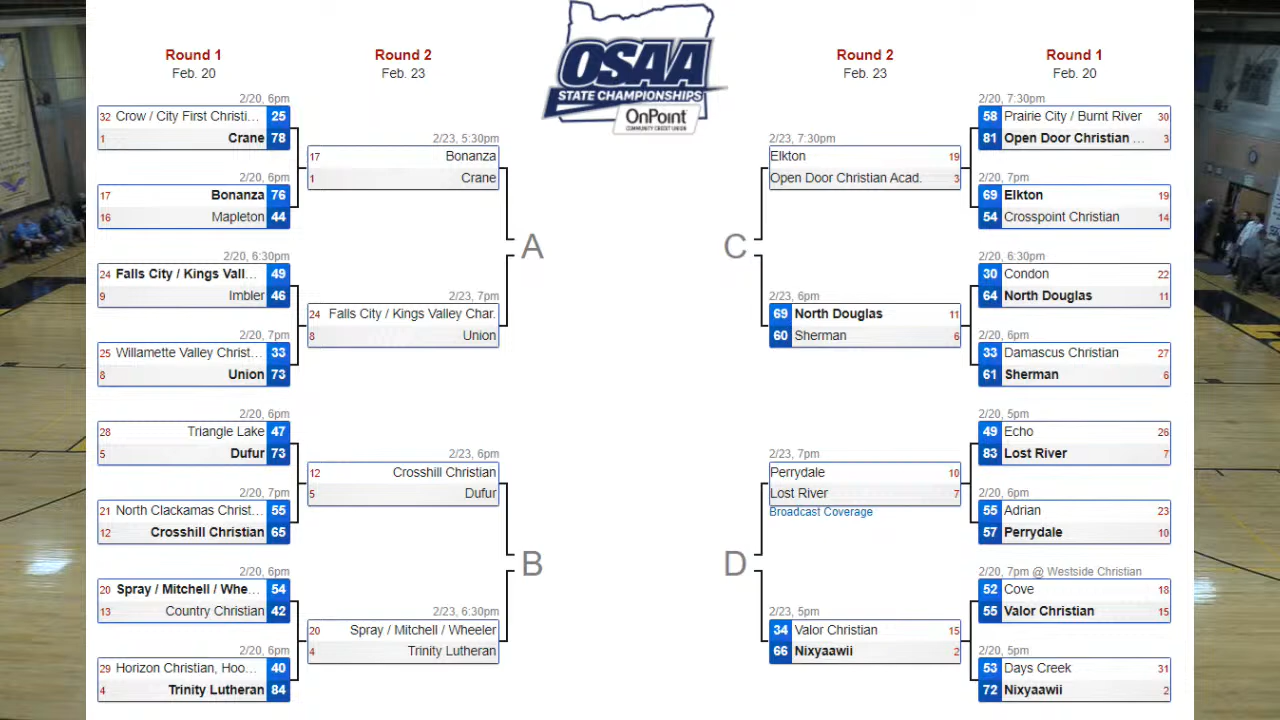 OSAA
STATE CHAMPIONSHIPS
OnPoint
COMMUNITY CREDIT UNION
Round 1
Feb. 20
Round 2
Feb. 23
2/20, 6pm
32 Crow / City First Christi... 25
1 Crane 78
2/20, 6pm
17 Bonanza 76
16 Mapleton 44
2/20, 6:30pm
24 Falls City / Kings Vall... 49
9 Imbler 46
2/20, 7pm
25 Willamette Valley Christ... 33
8 Union 73
2/20, 6pm
28 Triangle Lake 47
5 Dufur 73
2/20, 7pm
21 North Clackamas Christ... 55
12 Crosshill Christian 65
2/20, 6pm
20 Spray / Mitchell / Whe... 54
13 Country Christian 42
2/20, 6pm
29 Horizon Christian, Hoo... 40
4 Trinity Lutheran 84
2/23, 5:30pm
17 Bonanza
1 Crane
2/23, 7pm
24 Falls City / Kings Valley Char.
8 Union
2/23, 6pm
12 Crosshill Christian
5 Dufur
2/23, 6:30pm
20 Spray / Mitchell / Wheeler
4 Trinity Lutheran
A
B
C
D
Round 2
Feb. 23
Round 1
Feb. 20
2/23, 7:30pm
Elkton 19
Open Door Christian Acad. 3
2/23, 6pm
69 North Douglas 11
60 Sherman 6
2/23, 7pm
Perrydale 10
Lost River 7
Broadcast Coverage
2/23, 5pm
34 Valor Christian 15
66 Nixyaawii 2
2/20, 7:30pm
58 Prairie City / Burnt River 30
81 Open Door Christian ... 3
2/20, 7pm
69 Elkton 19
54 Crosspoint Christian 14
2/20, 6:30pm
30 Condon 22
64 North Douglas 11
2/20, 6pm
33 Damascus Christian 27
61 Sherman 6
2/20, 5pm
49 Echo 26
83 Lost River 7
2/20, 6pm
55 Adrian 23
57 Perrydale 10
2/20, 7pm @ Westside Christian
52 Cove 18
55 Valor Christian 15
2/20, 5pm
53 Days Creek 31
72 Nixyaawii 2